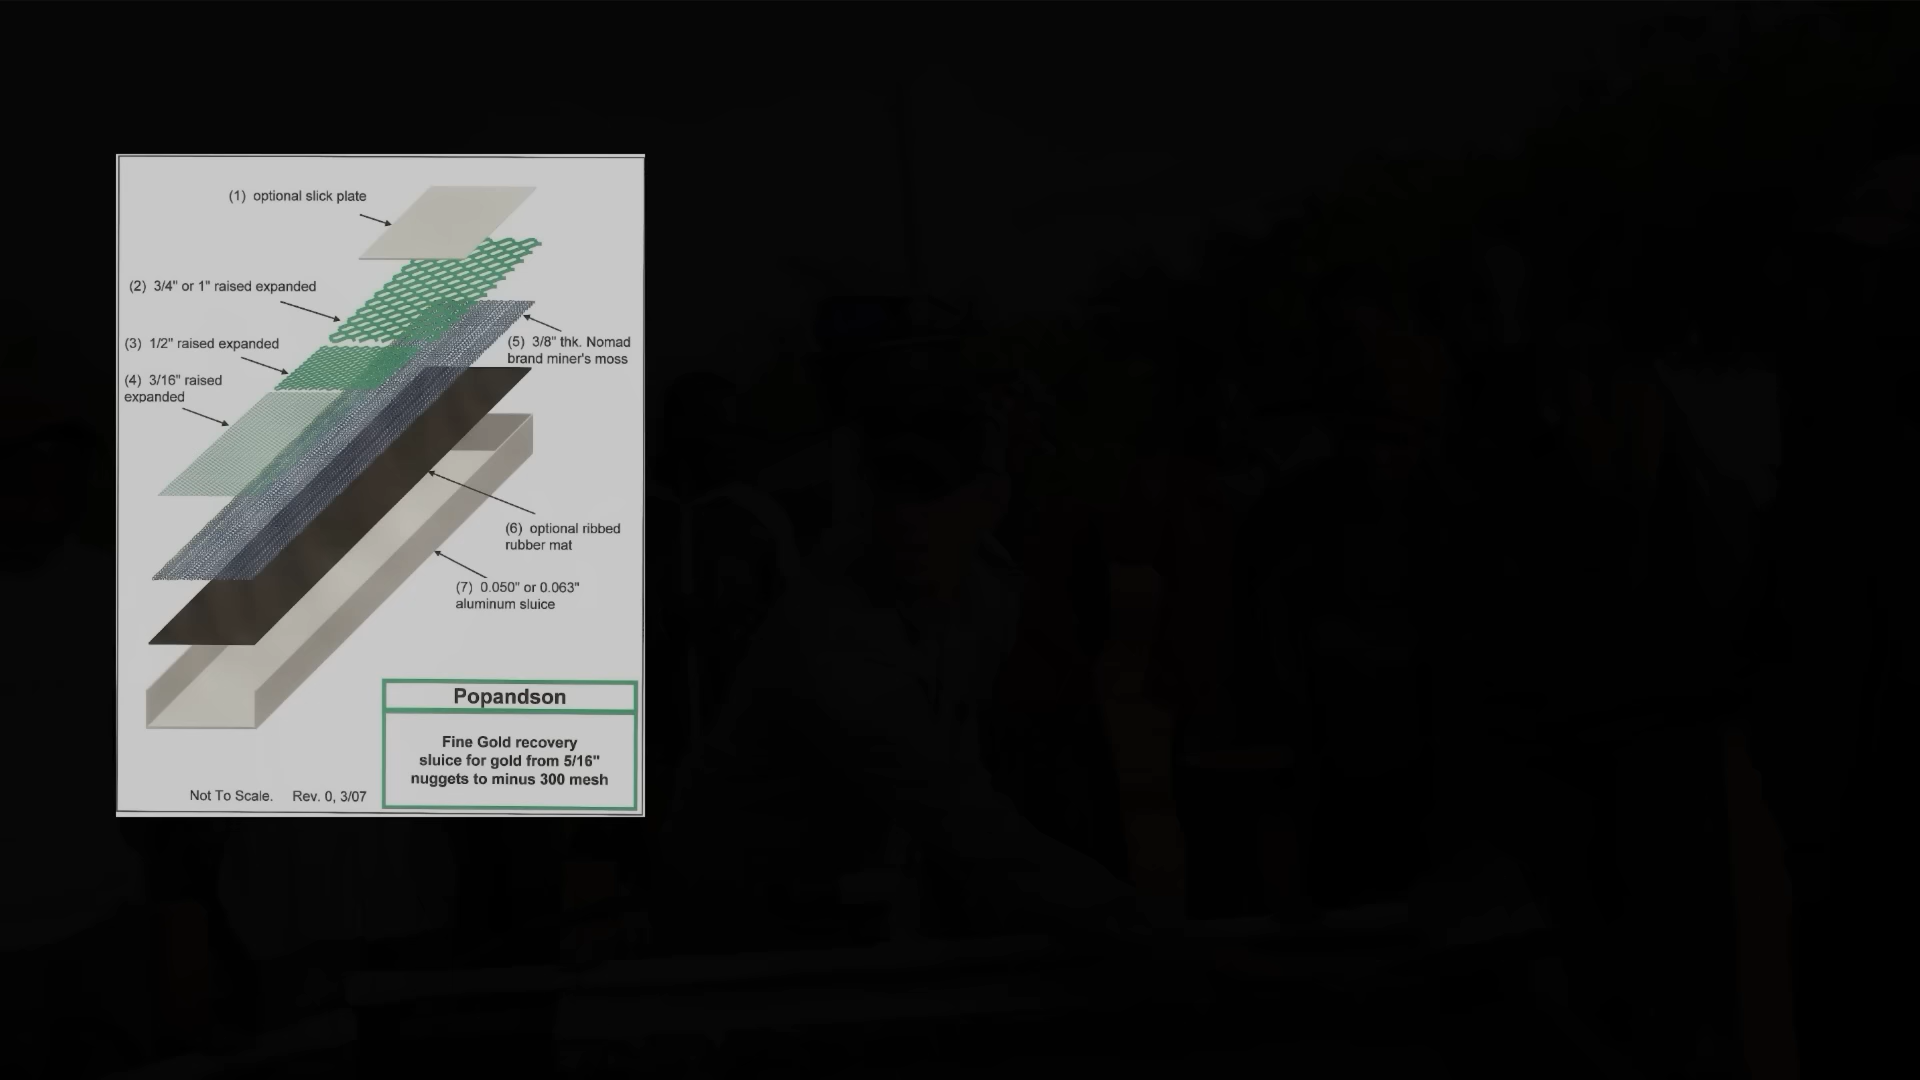 (1) optional slick plate
(2) 3/4" or 1" raised expanded
(3) 1/2" raised expanded
(4) 3/16" raised
expanded
(5) 3/8" thk. Nomad
brand miner's moss
(6) optional ribbed
rubber mat
(7) 0.050" or 0.063"
aluminum sluice
Popandson
Fine Gold recovery
sluice for gold from 5/16"
nuggets to minus 300 mesh
Not To Scale. Rev. 0, 3/07